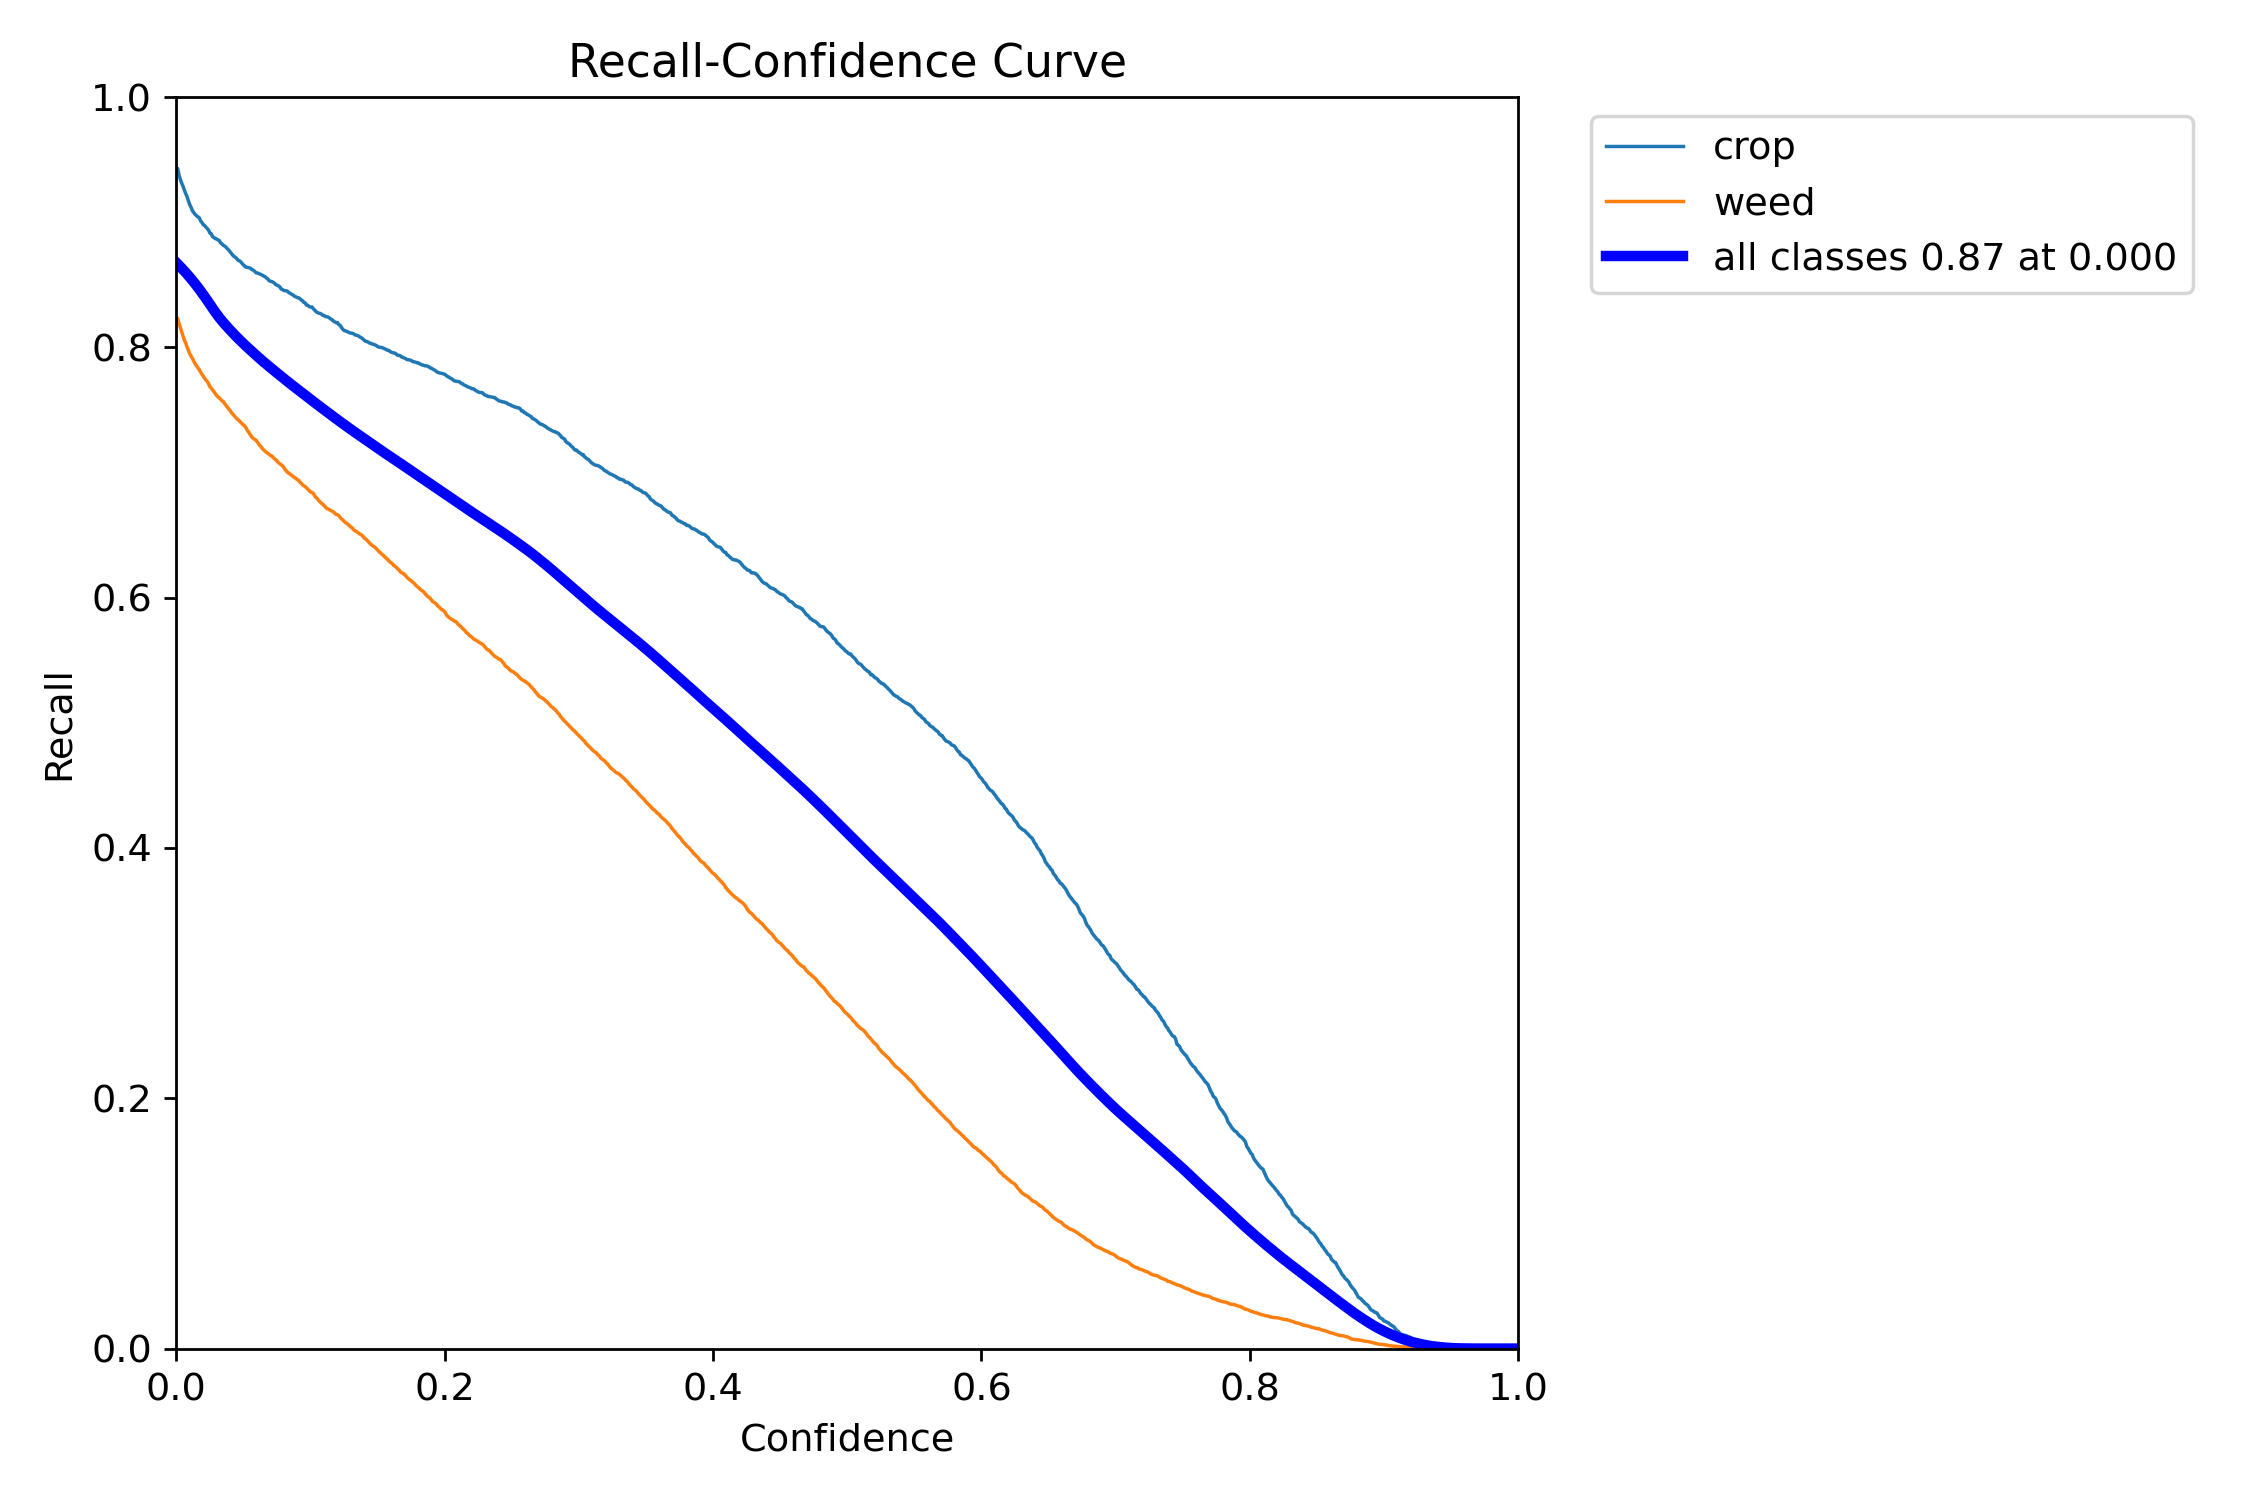 Recall-Confidence Curve
1.0
0.8
0.6
0.4
0.2
0.0
Recall
0.0 0.2 0.4 0.6 0.8 1.0
Confidence
crop
weed
all classes 0.87 at 0.000